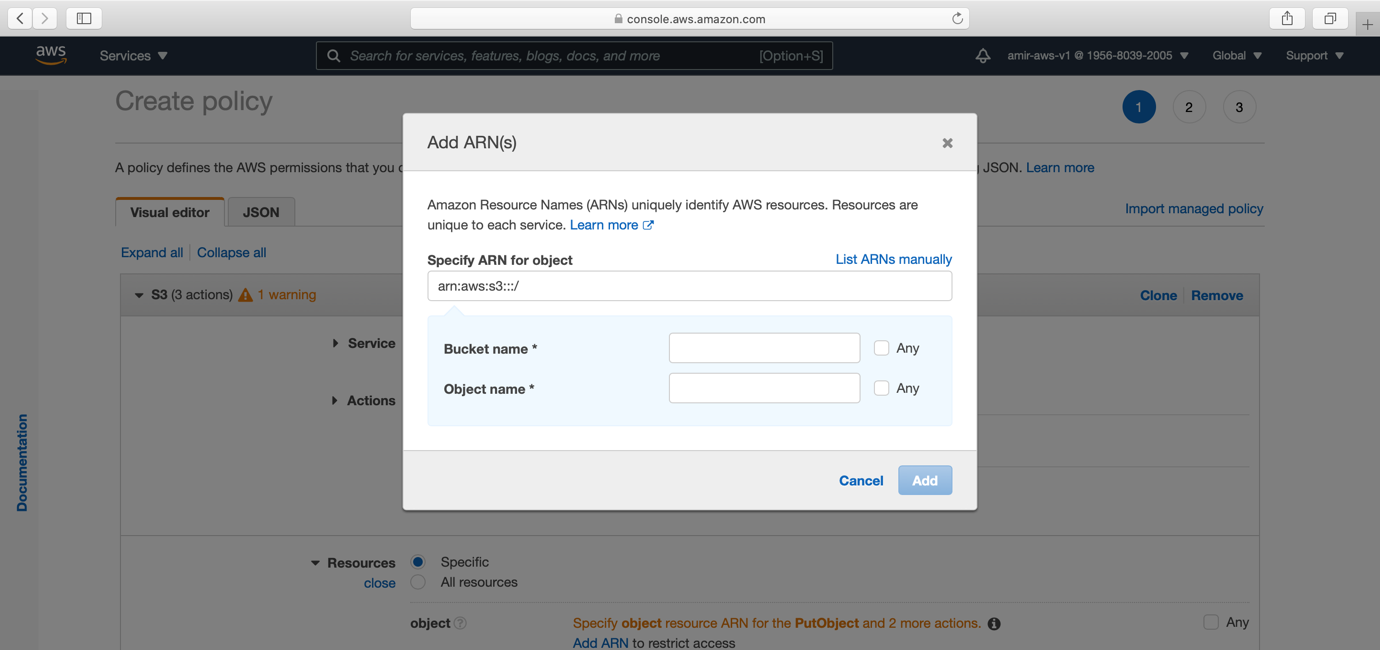 console.aws.amazon.com
aws
Services
Search for services, features, blogs, docs, and more [Option+S]
amir-aws-v1 @ 1956-8039-2005
Global
Support
Create policy
1 2 3
A policy defines the AWS permissions that you
JSON. Learn more
Visual editor
JSON
Import managed policy
Expand all
Collapse all
S3 (3 actions) 1 warning
Clone
Remove
Service
Actions
Documentation
Add ARN(s)
Amazon Resource Names (ARNs) uniquely identify AWS resources. Resources are
unique to each service. Learn more
Specify ARN for object
List ARNs manually
arn:aws:s3:::/
Bucket name *
Any
Object name *
Any
Cancel
Add
Resources
close
Specific
All resources
object ?
Specify object resource ARN for the PutObject and 2 more actions.
Any
Add ARN to restrict access